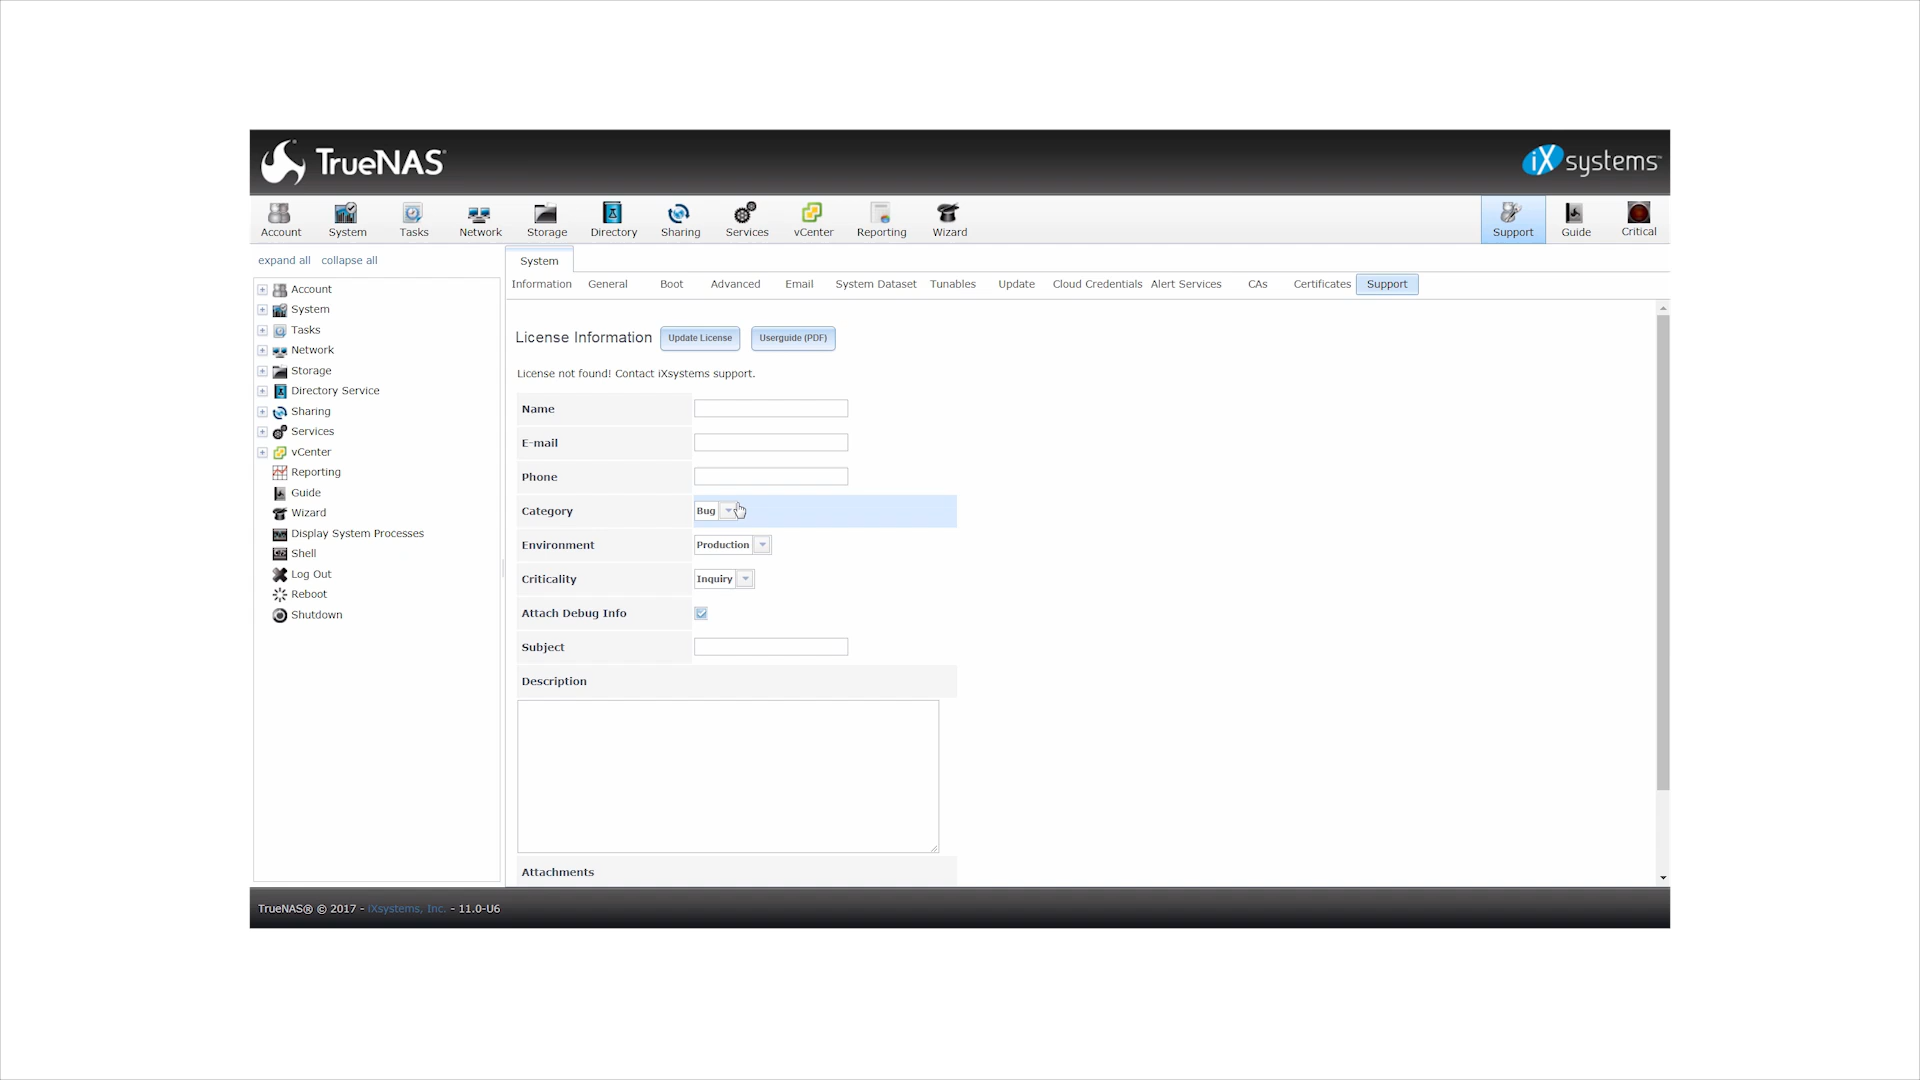 TrueNAS
iXsystems
Account System Tasks Network Storage Directory Sharing Services vCenter Reporting Wizard Support Guide Critical
expand all collapse all
System
Information General Boot Advanced Email System Dataset Tunables Update Cloud Credentials Alert Services CAs Certificates Support
Account
System
Tasks
Network
Storage
Directory Service
Sharing
Services
vCenter
Reporting
Guide
Wizard
Display System Processes
Shell
Log Out
Reboot
Shutdown
License Information Update License Userguide (PDF)
License not found! Contact iXsystems support.
Name
E-mail
Phone
Category Bug
Environment Production
Criticality Inquiry
Attach Debug Info
Subject
Description
Attachments
TrueNAS® © 2017 - iXsystems, Inc. - 11.0-U6